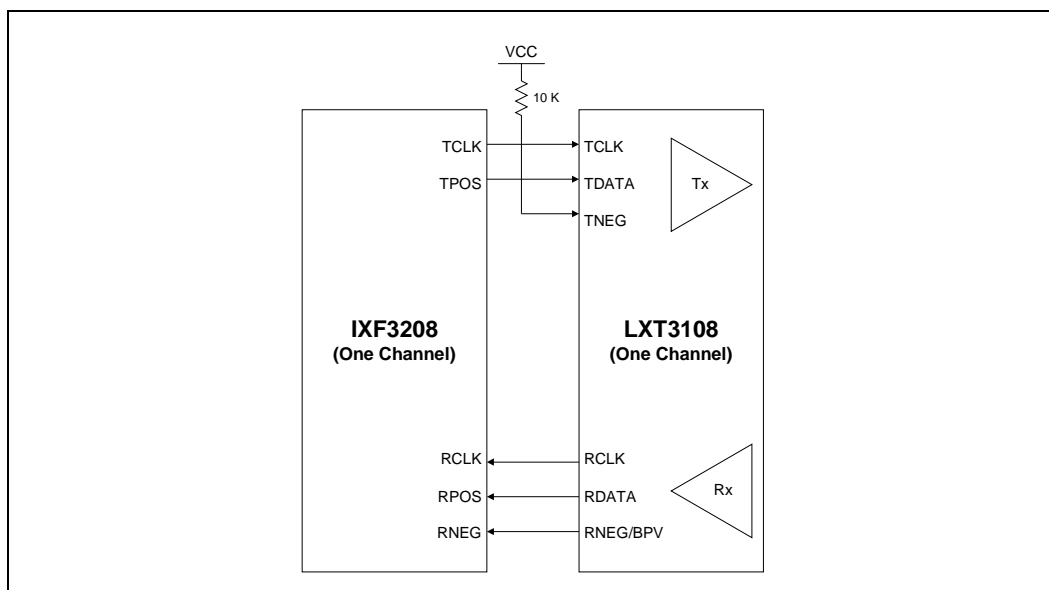 VCC
10 K
TCLK
TCLK
TPOS
TDATA
Tx
TNEG
IXF3208
(One Channel)
LXT3108
(One Channel)
RCLK
RCLK
RPOS
RDATA
Rx
RNEG
RNEG/BPV